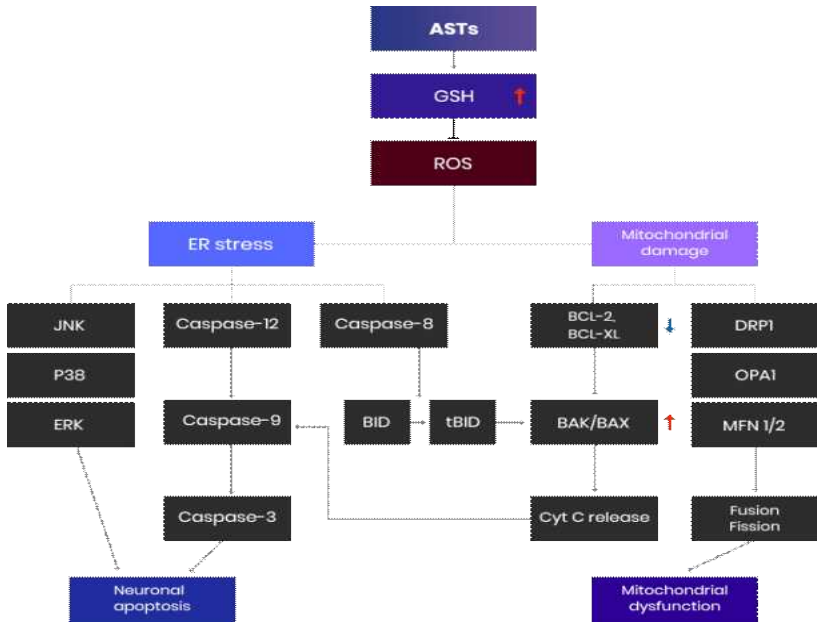 ASTs
GSH
ROS
ER stress
Mitochondrial
damage
JNK
Caspase-12
Caspase-8
BCL-2,
BCL-XL
DRP1
P38
OPA1
ERK
Caspase-9
BID
tBID
BAK/BAX
MFN 1/2
Caspase-3
Cyt C release
Fusion
Fission
Neuronal
apoptosis
Mitochondrial
dysfunction